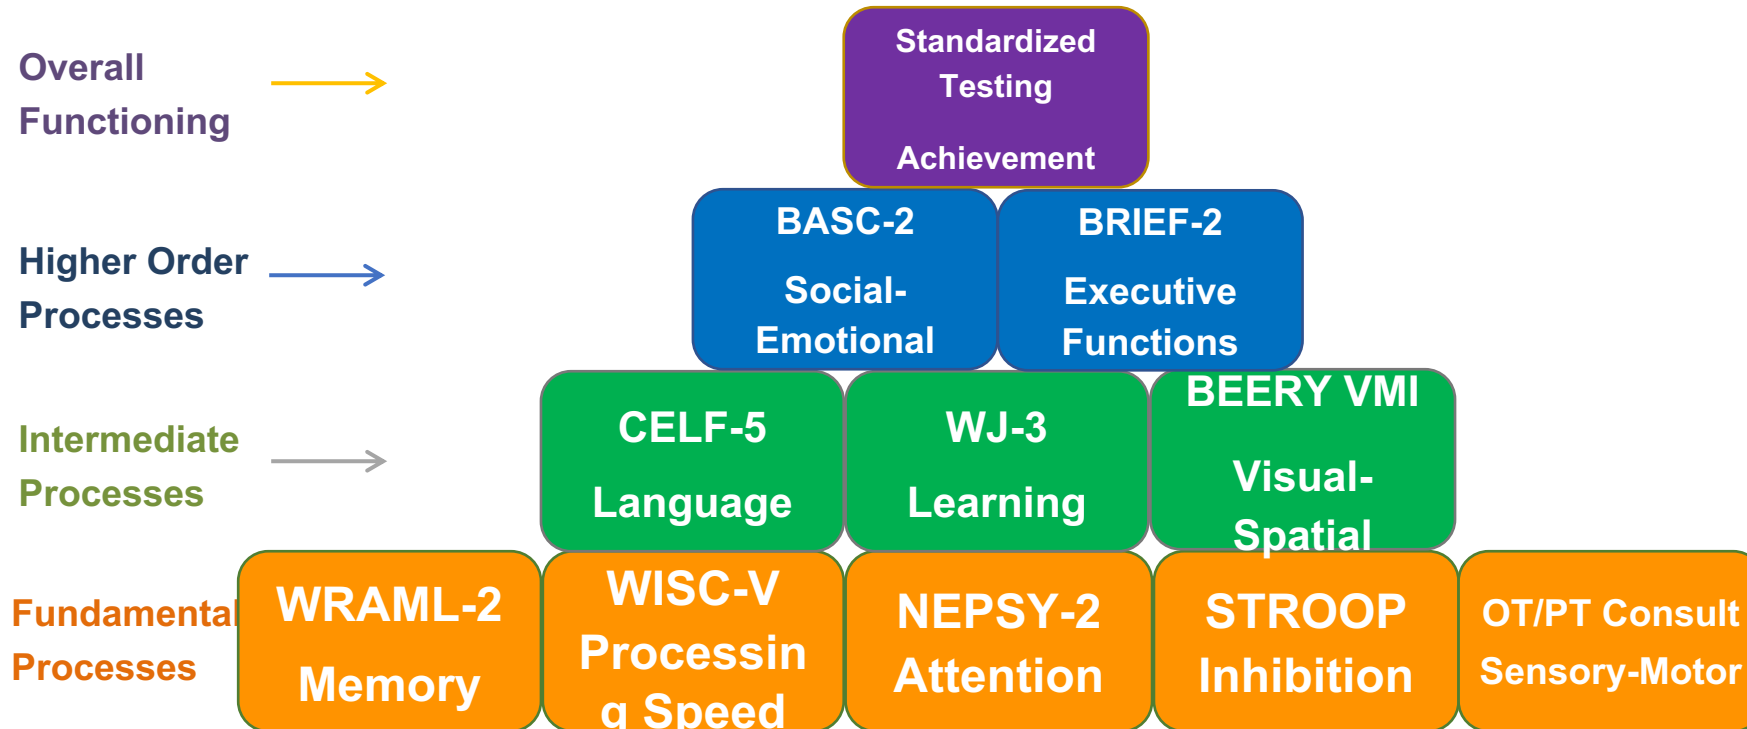 Overall
Functioning
Standardized
Testing
Achievement
Higher Order
Processes
BASC-2
Social-
Emotional
BRIEF-2
Executive
Functions
Intermediate
Processes
CELF-5
Language
WJ-3
Learning
BEERY VMI
Visual-
Spatial
Fundamental
Processes
WRAML-2
Memory
WISC-V
Processin
g Speed
NEPSY-2
Attention
STROOP
Inhibition
OT/PT Consult
Sensory-Motor